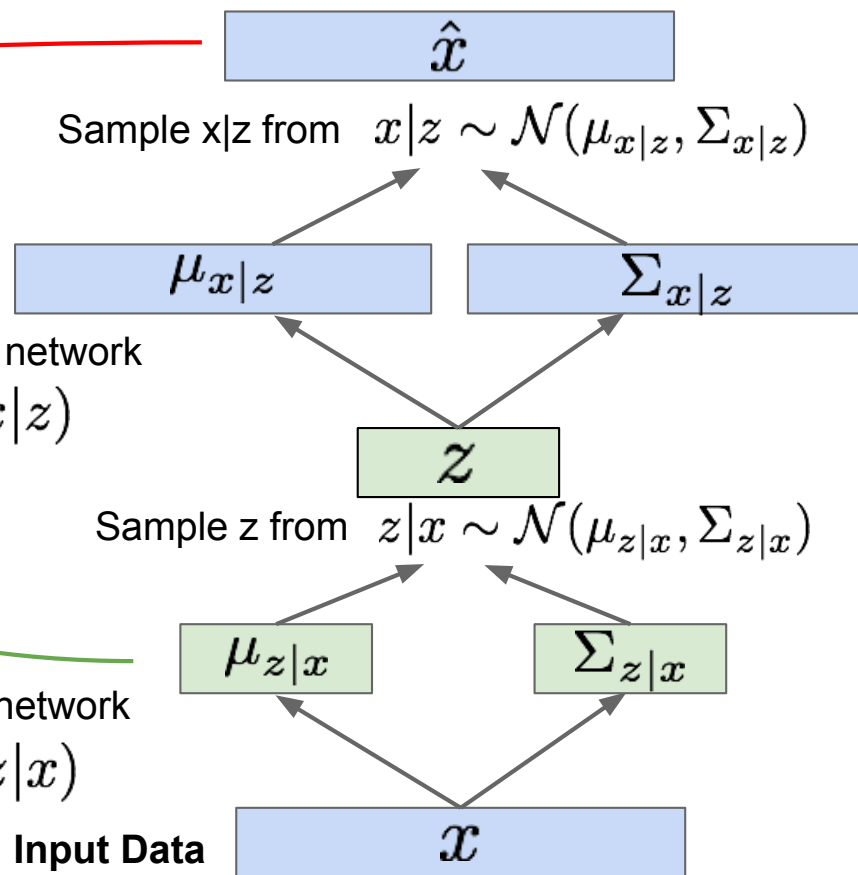 x̂
Sample x|z from x|z ∼ 𝒩(μ_{x|z}, Σ_{x|z})
μ_{x|z} Σ_{x|z}
network
|z)
z
Sample z from z|x ∼ 𝒩(μ_{z|x}, Σ_{z|x})
μ_{z|x} Σ_{z|x}
network
|x)
Input Data x